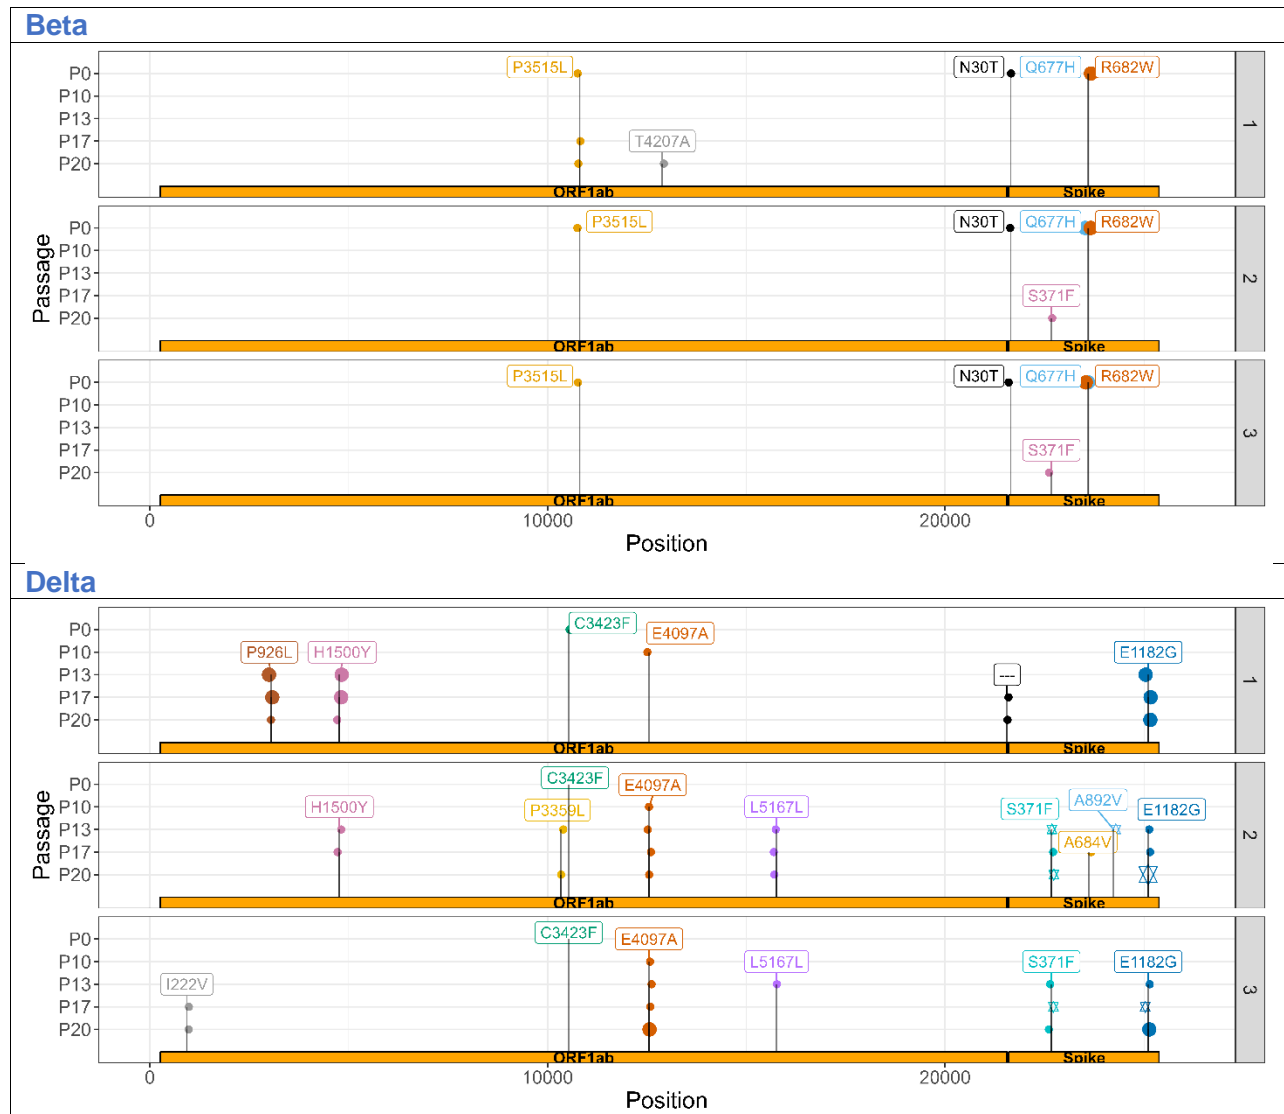 Beta
Passage
P0 P3515L N30T Q677H R682W
P10
P13
P17 T4207A
P20
ORF1ab Spike
1
P0 P3515L N30T Q677H R682W
P10
P13
P17 S371F
P20
ORF1ab Spike
2
P0 P3515L N30T Q677H R682W
P10
P13
P17 S371F
P20
ORF1ab Spike
3
0 10000 20000
Position
Delta
Passage
P0 C3423F E4097A
P10 P926L H1500Y E1182G
P13 ---
P17
P20
ORF1ab Spike
1
P0 C3423F E4097A
P10 H1500Y P3359L L5167L S371F A892V E1182G
P13 A684V
P17
P20
ORF1ab Spike
2
P0 C3423F E4097A
P10 L5167L S371F E1182G
P13 I222V
P17
P20
ORF1ab Spike
3
0 10000 20000
Position